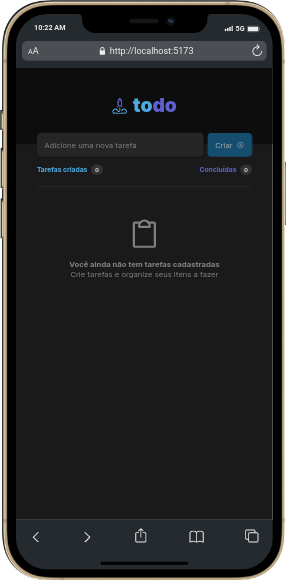 10:22 AM
5G
AA
http://localhost:5173
todo
Adicione uma nova tarefa
Criar
Tarefas criadas 0
Concluídas 0
Você ainda não tem tarefas cadastradas
Crie tarefas e organize seus itens a fazer